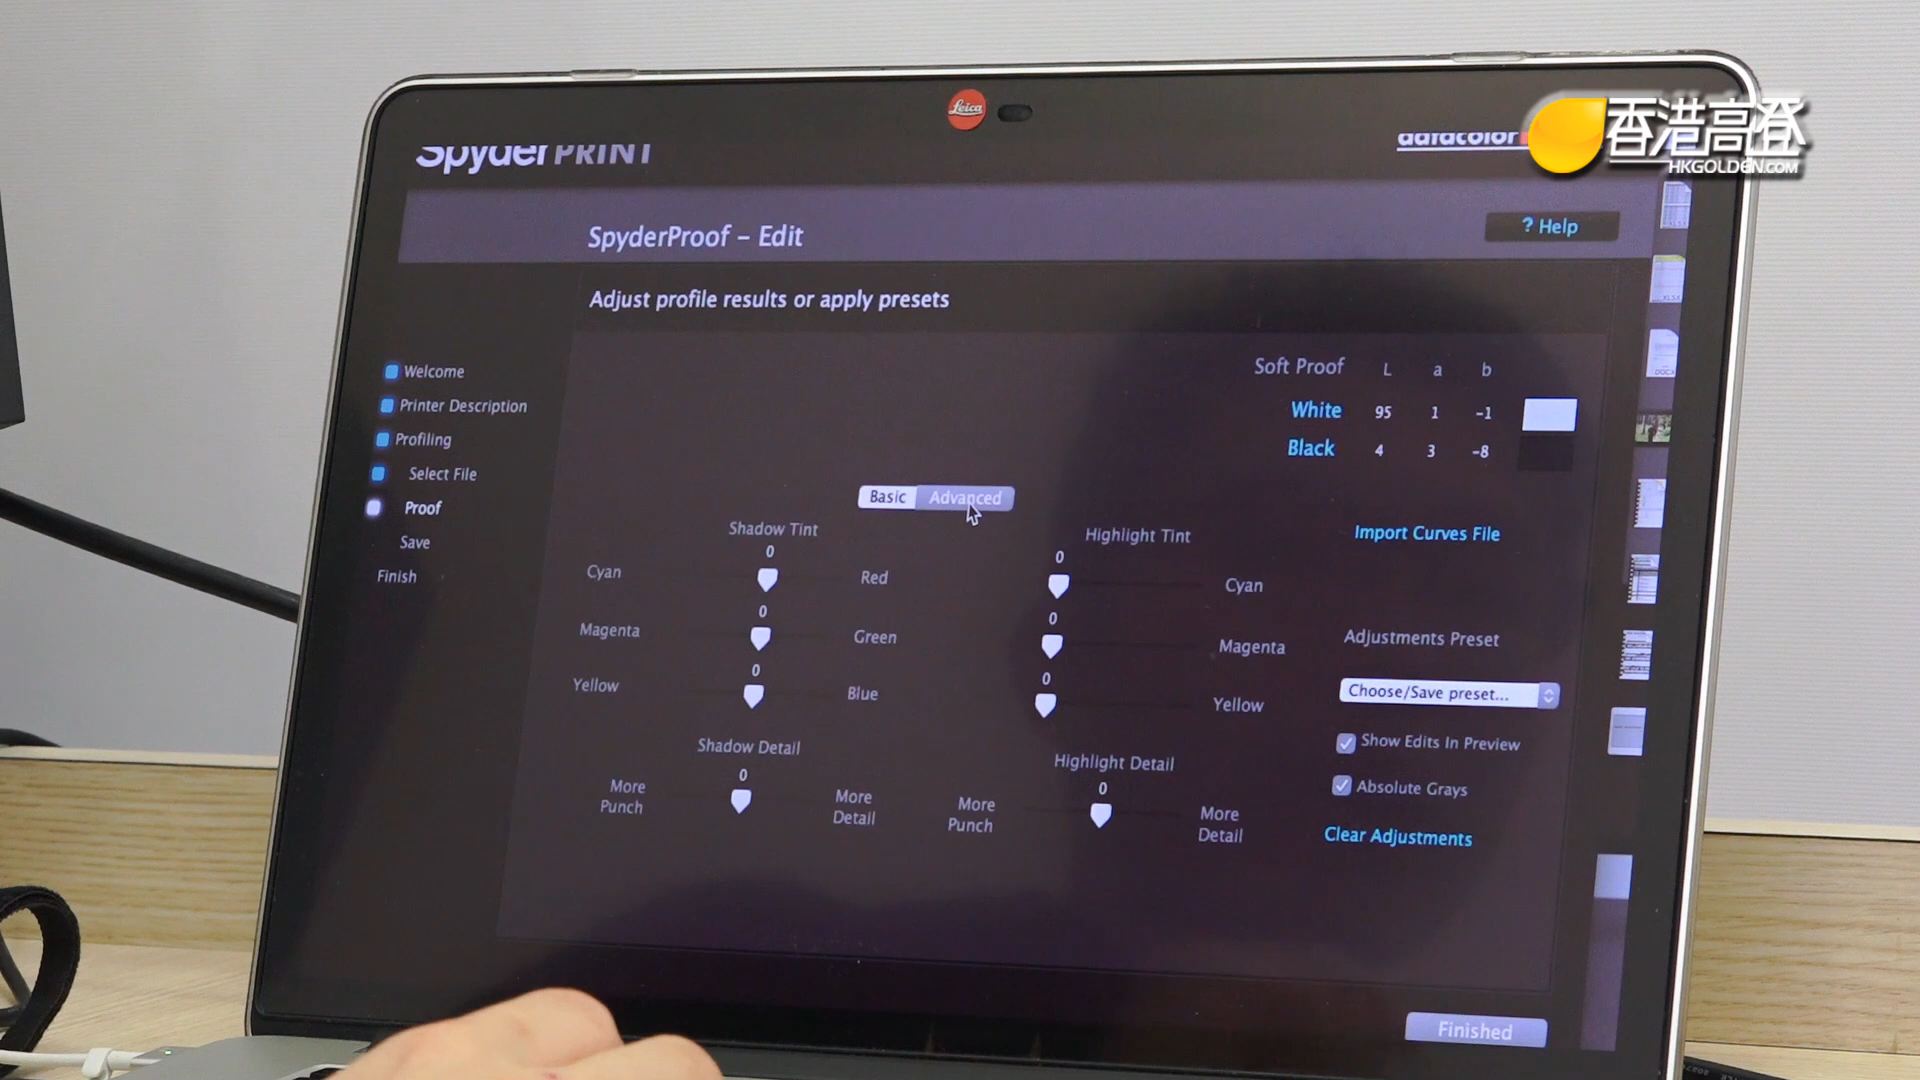 Leica
SpyderPRINT
datacolor
香港高登
HKGOLDEN.COM
SpyderProof – Edit
? Help
Adjust profile results or apply presets
Welcome
Printer Description
Profiling
Select File
Proof
Save
Finish
Soft Proof L a b
White 95 1 -1
Black 4 3 -8
Basic Advanced
Shadow Tint
0
Cyan Red
0
Magenta Green
0
Yellow Blue
Shadow Detail
0
More Punch
More Detail
Highlight Tint
0
Cyan
0
Magenta
0
Yellow
Highlight Detail
0
More Punch
More Detail
Import Curves File
Adjustments Preset
Choose/Save preset...
Show Edits In Preview
Absolute Grays
Clear Adjustments
Finished
XLSX
DOCX